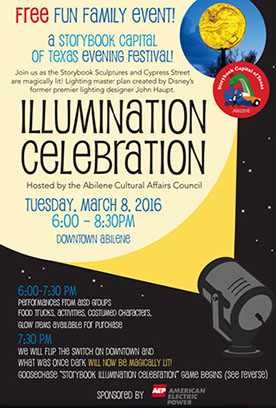 FREE FUN FAMILY EVENT!
a STORYBOOK CAPITAL
OF TEXAS EVENING FESTIVAL!
Join us as the Storybook Sculptures and Cypress Street
are magically lit! Lighting master plan created by Disney's
former premier lighting designer John Haupt.
Storybook Capital of Texas
ABILENE
ILLUMINATION
CELEBRATION
Hosted by the Abilene Cultural Affairs Council
TUESDAY, MARCH 8, 2016
6:00 - 8:30PM
DOWNTOWN ABILENE
6:00-7:30 PM
PERFORMANCES FROM AISD GROUPS
FOOD TRUCKS, ACTIVITIES, COSTUMED CHARACTERS,
GLOW ITEMS AVAILABLE FOR PURCHASE
7:30 PM
WE WILL FLIP THE SWITCH ON DOWNTOWN AND
WHAT WAS ONCE DARK WILL NOW BE MAGICALLY LIT!
GOOSECHASE "STORYBOOK ILLUMINATION CELEBRATION" GAME BEGINS (SEE REVERSE)
SPONSORED BY AEP AMERICAN
ELECTRIC
POWER